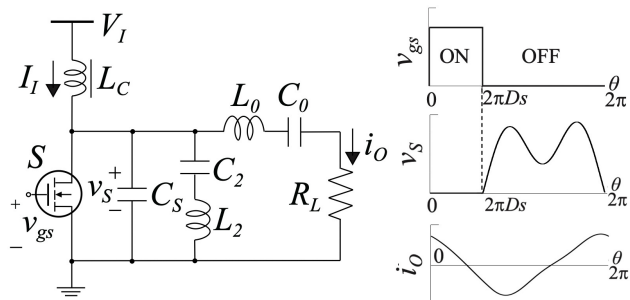 V_I
I_I
L_C
L_0
C_0
S
+
v_S
−
C_S
C_2
L_2
i_O
R_L
+
v_gs
−
v_gs
ON
OFF
0
2πDs
θ
2π
v_S
0
2πDs
θ
2π
i_O
0
θ
2π